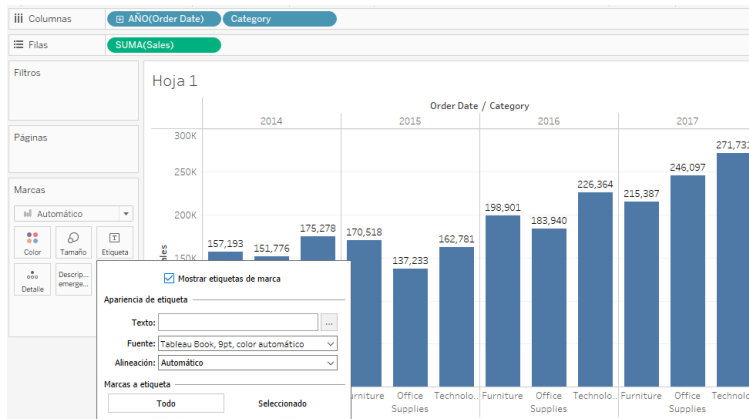 Columnas AÑO(Order Date) Category
Filas SUMA(Sales)
Filtros
Páginas
Marcas
Automático
Color Tamaño Etiqueta
Detalle Descrip... emerge...
Hoja 1
Order Date / Category
2014 2015 2016 2017
300K
250K
200K
150K
157,193 151,776 175,278 170,518 137,233 162,781 198,901 183,940 226,364 215,387 246,097 271,731
Mostrar etiquetas de marca
Apariencia de etiqueta
Texto: ...
Fuente: Tableau Book, 9pt, color automático
Alineación: Automático
Marcas a etiqueta
Todo Seleccionado
Office Supplies Technolo.. Furniture Office Supplies Technolo.. Furniture Office Supplies